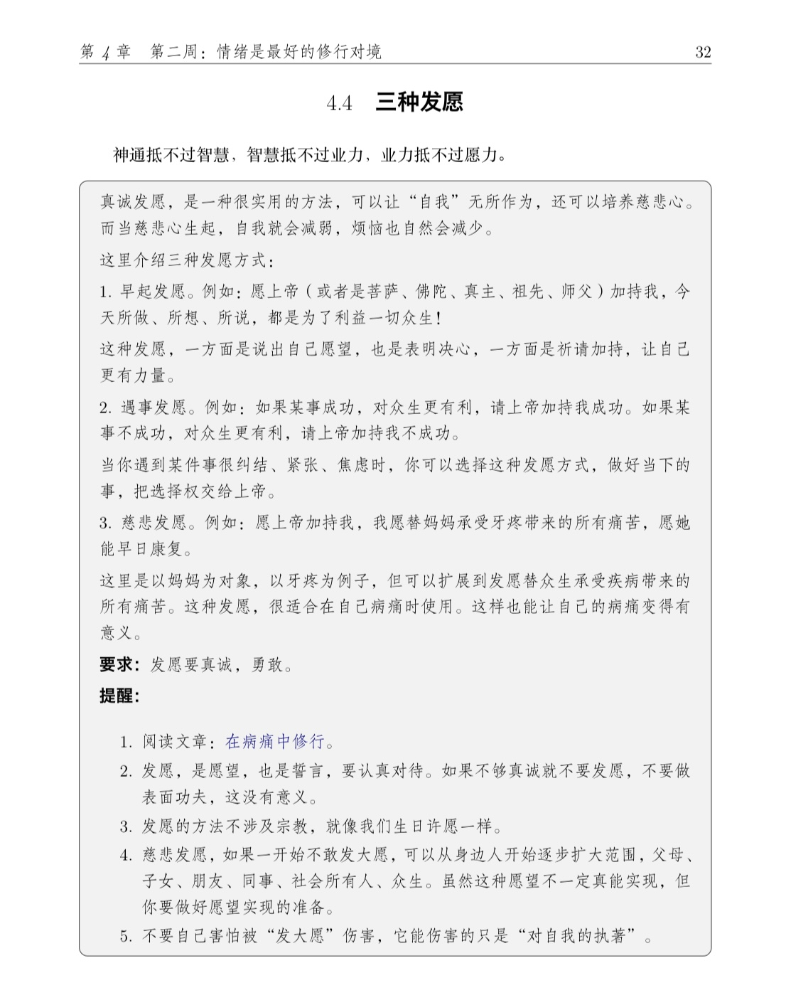 第 4 章　第二周：情绪是最好的修行对境
32
4.4　三种发愿
神通抵不过智慧，智慧抵不过业力，业力抵不过愿力。
真诚发愿，是一种很实用的方法，可以让“自我”无所作为，还可以培养慈悲心。
而当慈悲心生起，自我就会减弱，烦恼也自然会减少。
这里介绍三种发愿方式：
1. 早起发愿。例如：愿上帝（或者是菩萨、佛陀、真主、祖先、师父）加持我，今
天所做、所想、所说，都是为了利益一切众生！
这种发愿，一方面是说出自己愿望，也是表明决心，一方面是祈请加持，让自己
更有力量。
2. 遇事发愿。例如：如果某事成功，对众生更有利，请上帝加持我成功。如果某
事不成功，对众生更有利，请上帝加持我不成功。
当你遇到某件事很纠结、紧张、焦虑时，你可以选择这种发愿方式，做好当下的
事，把选择权交给上帝。
3. 慈悲发愿。例如：愿上帝加持我，我愿替妈妈承受牙疼带来的所有痛苦，愿她
能早日康复。
这里是以妈妈为对象，以牙疼为例子，但可以扩展到发愿替众生承受疾病带来的
所有痛苦。这种发愿，很适合在自己病痛时使用。这样也能让自己的病痛变得有
意义。
要求：发愿要真诚，勇敢。
提醒：
1. 阅读文章：在病痛中修行。
2. 发愿，是愿望，也是誓言，要认真对待。如果不够真诚就不要发愿，不要做
表面功夫，这没有意义。
3. 发愿的方法不涉及宗教，就像我们生日许愿一样。
4. 慈悲发愿，如果一开始不敢发大愿，可以从身边人开始逐步扩大范围，父母、
子女、朋友、同事、社会所有人、众生。虽然这种愿望不一定真能实现，但
你要做好愿望实现的准备。
5. 不要自己害怕被“发大愿”伤害，它能伤害的只是“对自我的执著”。